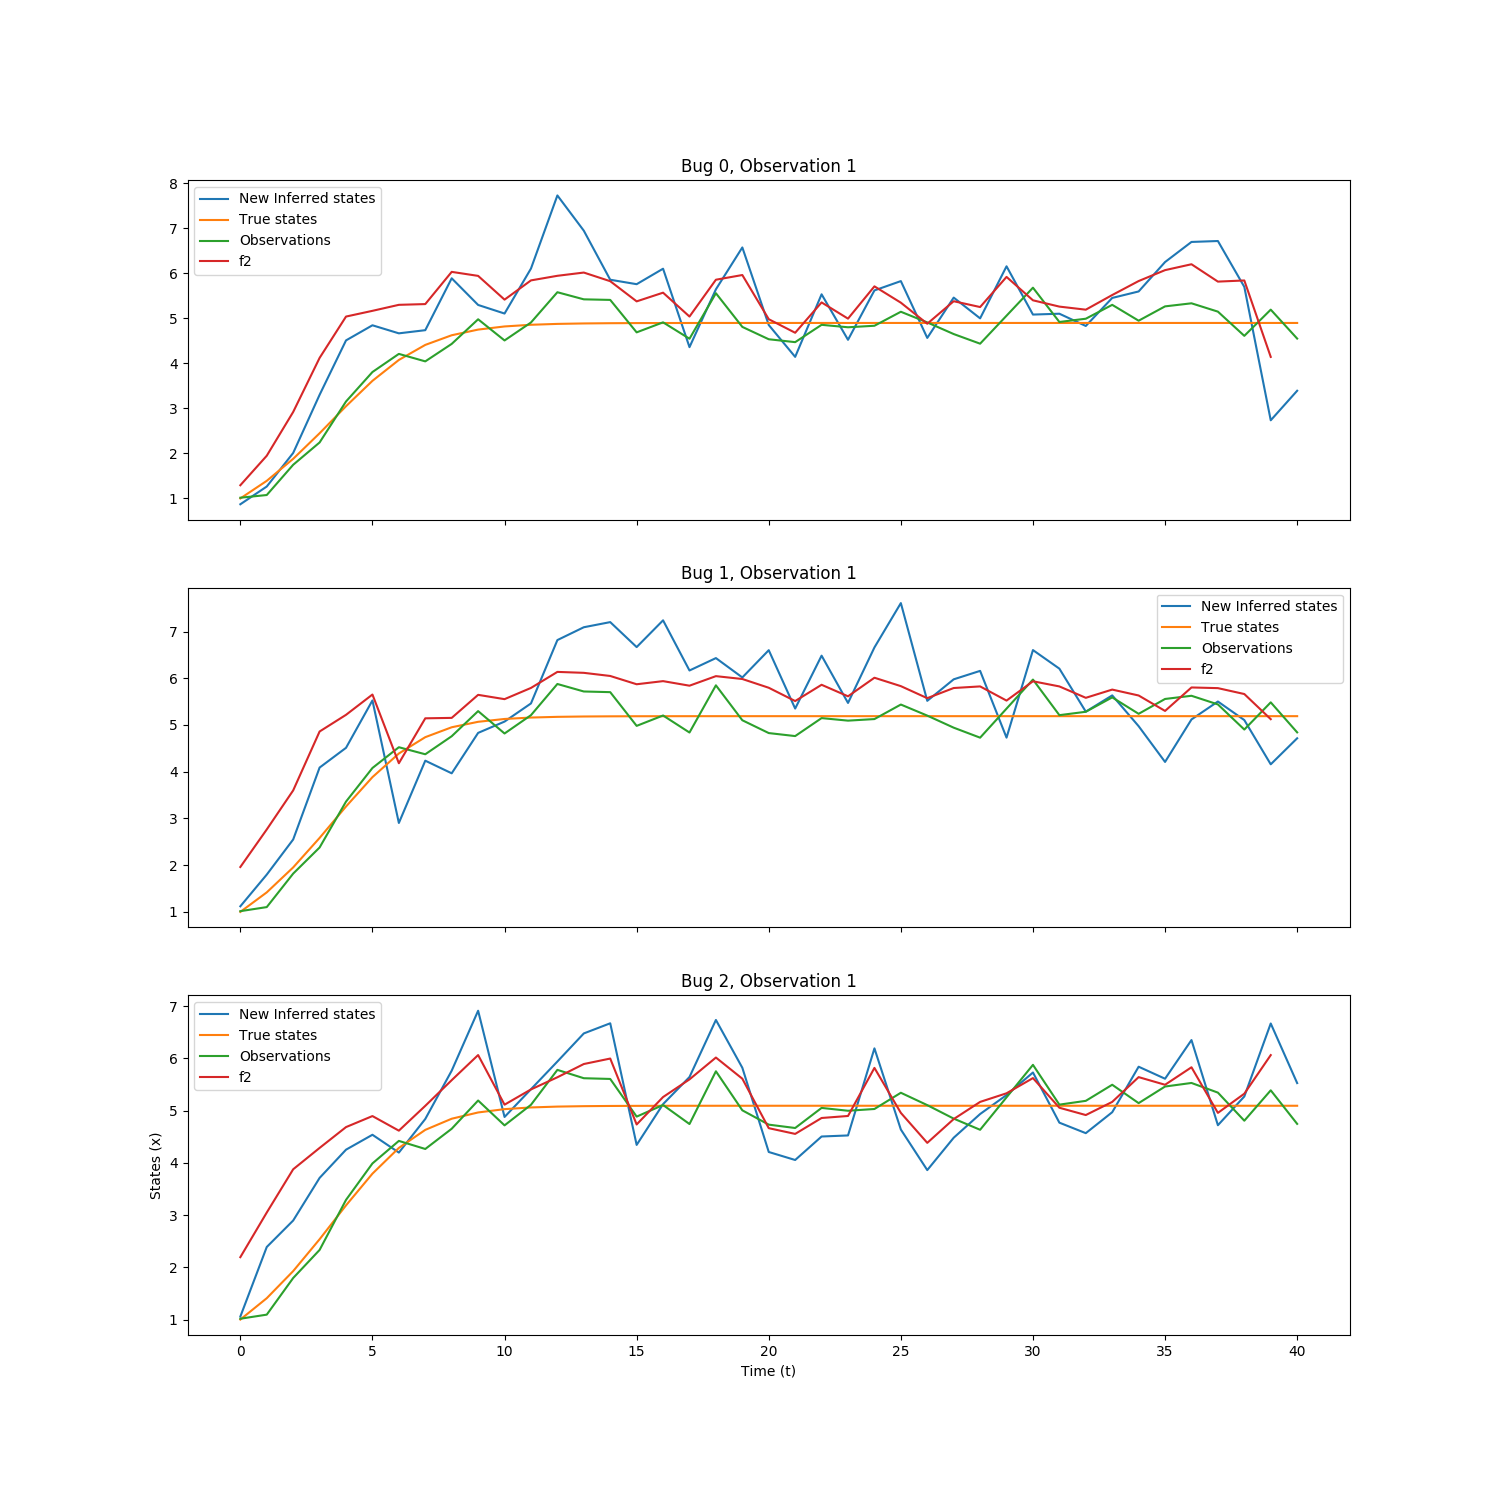 Bug 0, Observation 1
8
7
6
5
4
3
2
1
New Inferred states
True states
Observations
f2
Bug 1, Observation 1
7
6
5
4
3
2
1
New Inferred states
True states
Observations
f2
Bug 2, Observation 1
7
6
5
4
3
2
1
States (x)
New Inferred states
True states
Observations
f2
0 5 10 15 20 25 30 35 40
Time (t)